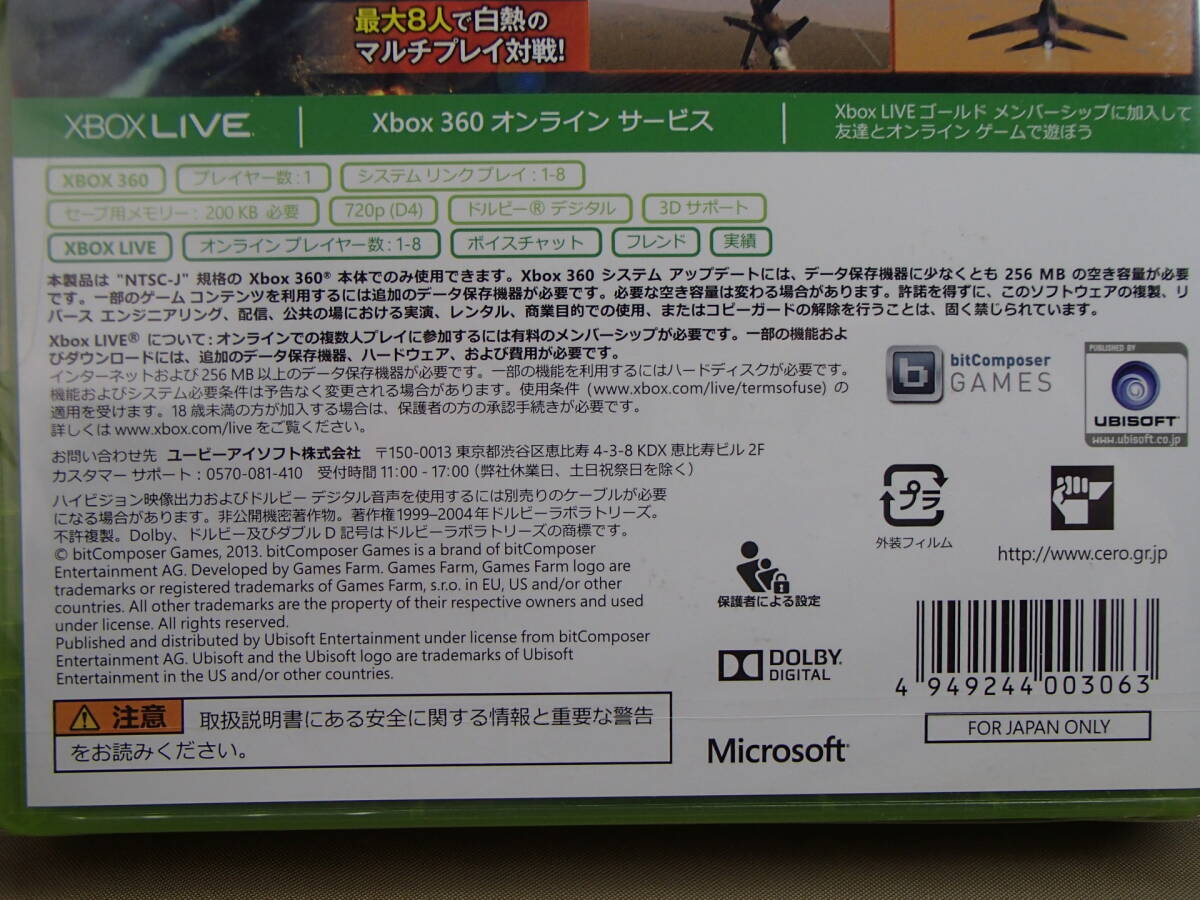 最大8人で白熱の
マルチプレイ対戦!
XBOX LIVE
Xbox 360 オンライン サービス
Xbox LIVE ゴールド メンバーシップに加入して
友達とオンライン ゲームで遊ぼう
XBOX 360 プレイヤー数 : 1 システム リンク プレイ : 1-8
セーブ用メモリー : 200 KB 必要 720p (D4) ドルビー® デジタル 3D サポート
XBOX LIVE オンライン プレイヤー数 : 1-8 ボイスチャット フレンド 実績
本製品は "NTSC-J" 規格の Xbox 360® 本体でのみ使用できます。Xbox 360 システム アップデートには、データ保存機器に少なくとも 256 MB の空き容量が必要
です。一部のゲーム コンテンツを利用するには追加のデータ保存機器が必要です。必要な空き容量は変わる場合があります。許諾を得ずに、このソフトウェアの複製、リ
バース エンジニアリング、配信、公共の場における実演、レンタル、商業目的での使用、またはコピーガードの解除を行うことは、固く禁じられています。
Xbox LIVE® について : オンラインでの複数人プレイに参加するには有料のメンバーシップが必要です。一部の機能およ
びダウンロードには、追加のデータ保存機器、ハードウェア、および費用が必要です。
インターネットおよび 256 MB 以上のデータ保存機器が必要です。一部の機能を利用するにはハードディスクが必要です。
機能およびシステム必要条件は予告なく変更される場合があります。使用条件 (www.xbox.com/live/termsofuse) の
適用を受けます。18 歳未満の方が加入する場合は、保護者の方の承認手続きが必要です。
詳しくは www.xbox.com/live をご覧ください。
bitComposer
GAMES
PUBLISHED BY
UBISOFT
www.ubisoft.co.jp
お問い合わせ先 ユービーアイソフト株式会社 〒150-0013 東京都渋谷区恵比寿 4-3-8 KDX 恵比寿ビル 2F
カスタマー サポート : 0570-081-410 受付時間 11:00 - 17:00 (弊社休業日、土日祝祭日を除く)
ハイビジョン映像出力およびドルビー デジタル音声を使用するには別売りのケーブルが必要
になる場合があります。非公開機密著作物。著作権1999–2004年ドルビーラボラトリーズ。
不許複製。Dolby、ドルビー及びダブル D 記号はドルビーラボラトリーズの商標です。
© bitComposer Games, 2013. bitComposer Games is a brand of bitComposer
Entertainment AG. Developed by Games Farm. Games Farm, Games Farm logo are
trademarks or registered trademarks of Games Farm, s.r.o. in EU, US and/or other
countries. All other trademarks are the property of their respective owners and used
under license. All rights reserved.
Published and distributed by Ubisoft Entertainment under license from bitComposer
Entertainment AG. Ubisoft and the Ubisoft logo are trademarks of Ubisoft
Entertainment in the US and/or other countries.
プラ
外装フィルム
http://www.cero.gr.jp
保護者による設定
DOLBY
DIGITAL
4 949244 003063
FOR JAPAN ONLY
注意 取扱説明書にある安全に関する情報と重要な警告
をお読みください。
Microsoft